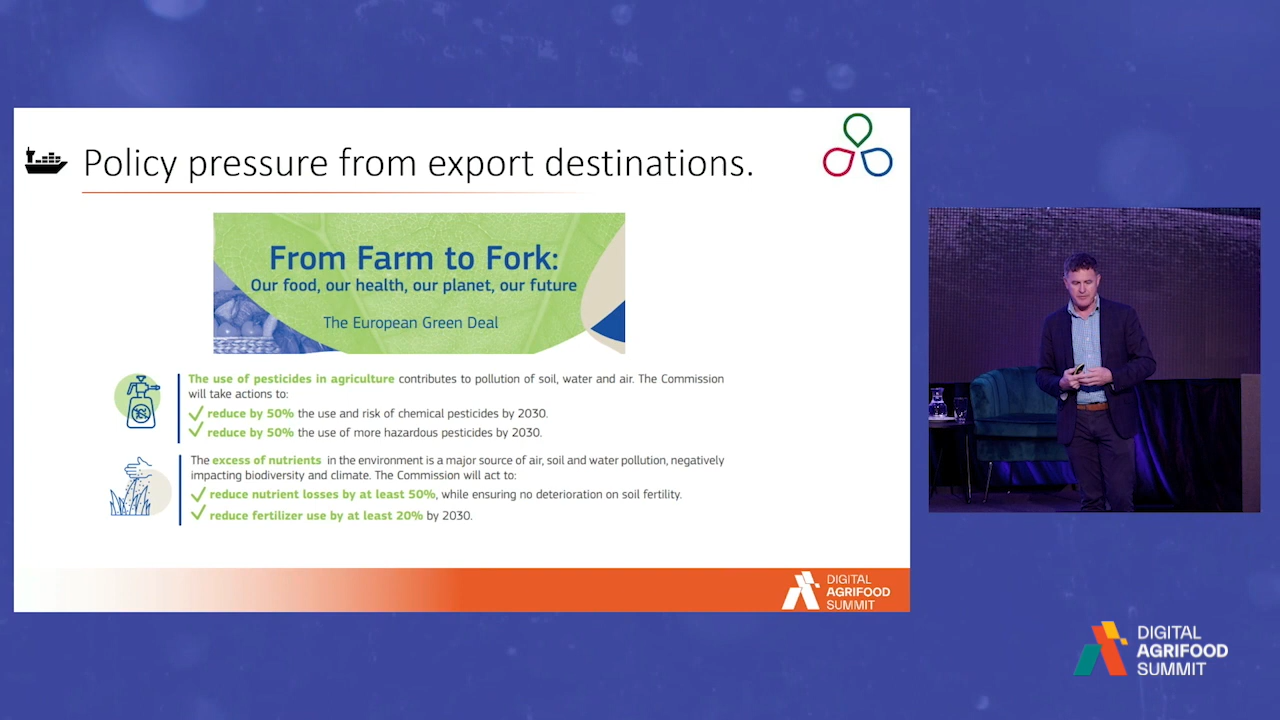 Policy pressure from export destinations.
From Farm to Fork:
Our food, our health, our planet, our future
The European Green Deal
The use of pesticides in agriculture contributes to pollution of soil, water and air. The Commission
will take actions to:
reduce by 50% the use and risk of chemical pesticides by 2030.
reduce by 50% the use of more hazardous pesticides by 2030.
The excess of nutrients in the environment is a major source of air, soil and water pollution, negatively
impacting biodiversity and climate. The Commission will act to:
reduce nutrient losses by at least 50%, while ensuring no deterioration on soil fertility.
reduce fertilizer use by at least 20% by 2030.
DIGITAL
AGRIFOOD
SUMMIT
DIGITAL
AGRIFOOD
SUMMIT